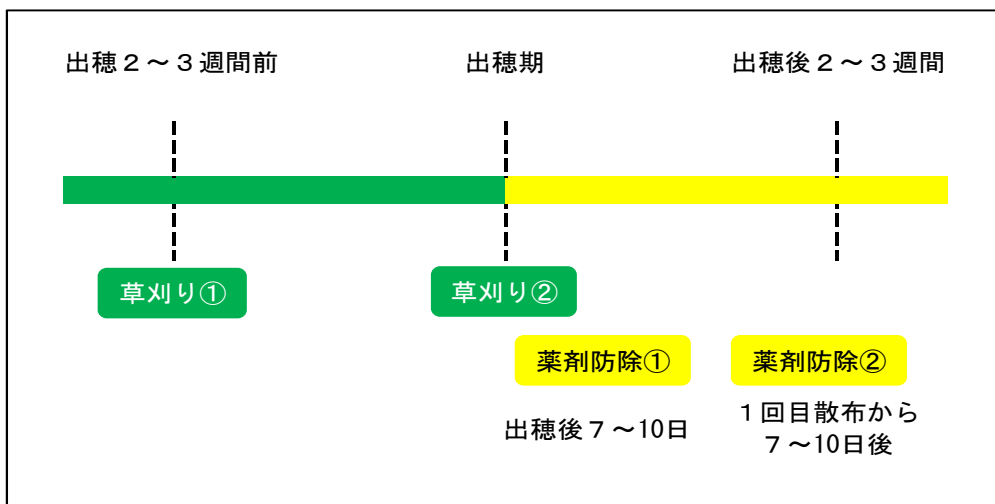 出穂２～３週間前
出穂期
出穂後２～３週間
草刈り①
草刈り②
薬剤防除①
薬剤防除②
出穂後７～10日
１回目散布から
７～10日後